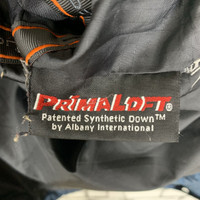 PRIMALOFT®
Patented Synthetic Down™
by Albany International